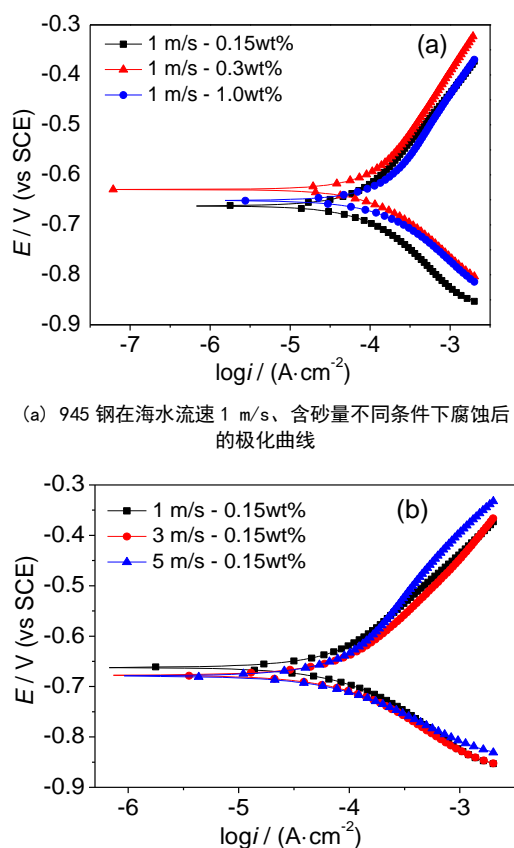 (a)
1 m/s - 0.15wt%
1 m/s - 0.3wt%
1 m/s - 1.0wt%
E / V (vs SCE)
-0.3
-0.4
-0.5
-0.6
-0.7
-0.8
-0.9
-7 -6 -5 -4 -3
logi / (A·cm⁻²)
(a) 945 钢在海水流速 1 m/s、含砂量不同条件下腐蚀后
的极化曲线
(b)
1 m/s - 0.15wt%
3 m/s - 0.15wt%
5 m/s - 0.15wt%
E / V (vs SCE)
-0.3
-0.4
-0.5
-0.6
-0.7
-0.8
-0.9
-6 -5 -4 -3
logi / (A·cm⁻²)